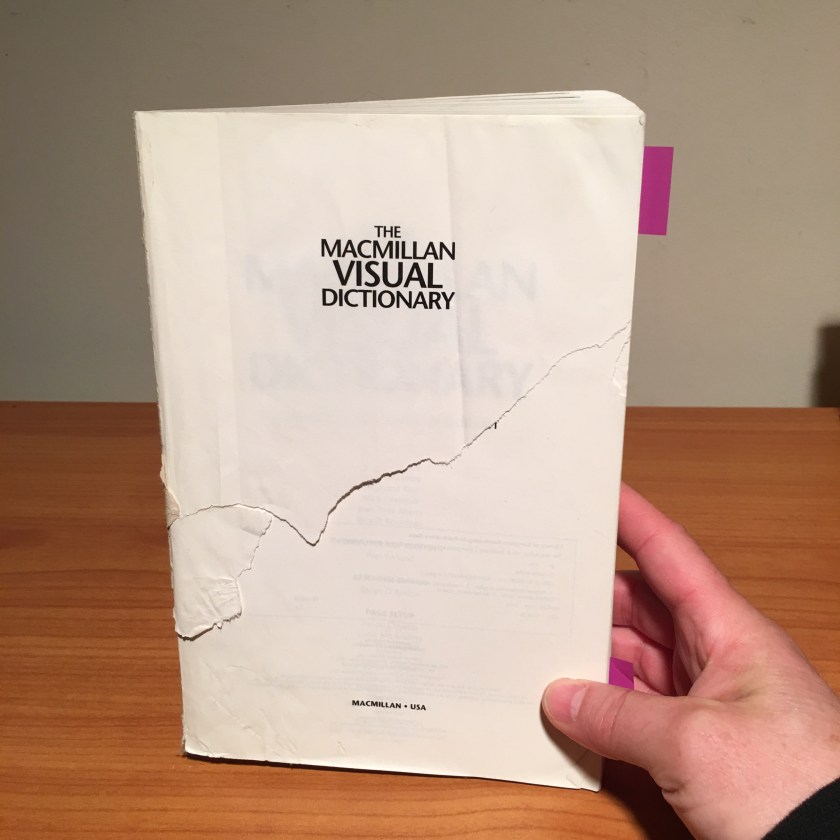 THE
MACMILLAN
VISUAL
DICTIONARY
MACMILLAN • USA